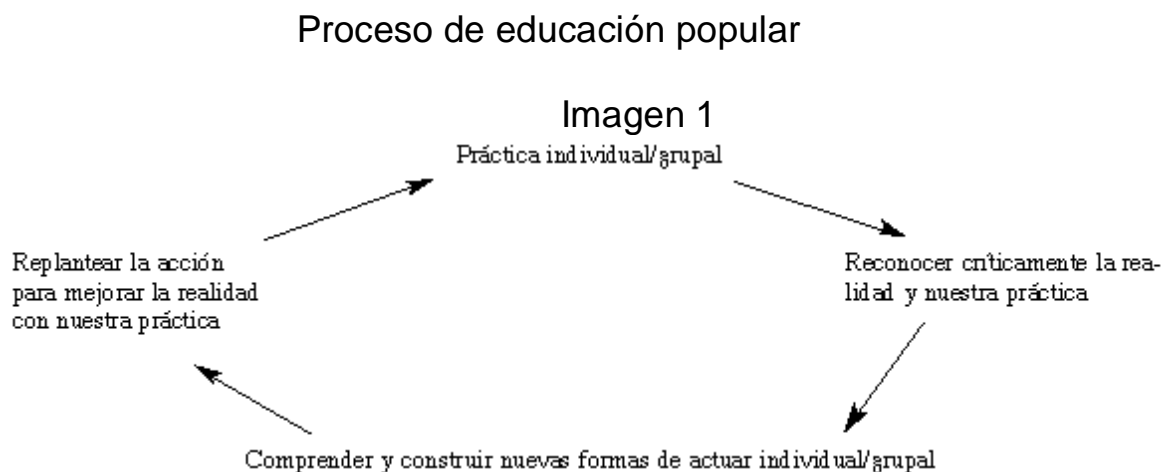 Proceso de educación popular
Imagen 1
Práctica individual/grupal
Replantear la acción
para mejorar la realidad
con nuestra práctica
Reconocer críticamente la rea-
lidad y nuestra práctica
Comprender y construir nuevas formas de actuar individual/grupal